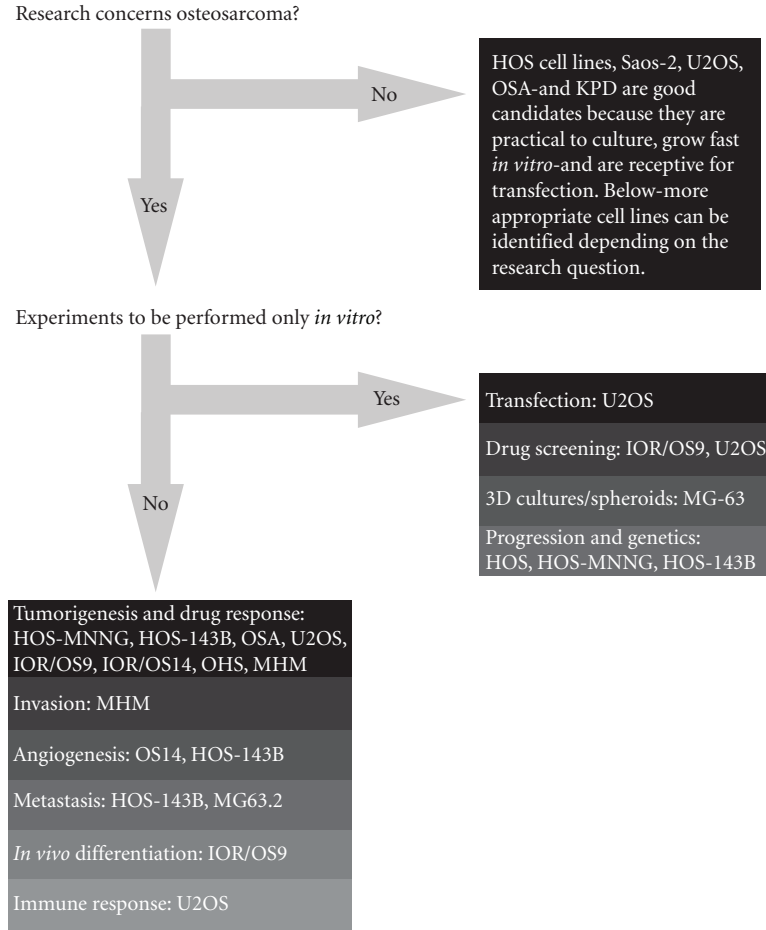 Research concerns osteosarcoma?
No
HOS cell lines, Saos-2, U2OS,
OSA-and KPD are good
candidates because they are
practical to culture, grow fast
in vitro-and are receptive for
transfection. Below-more
appropriate cell lines can be
identified depending on the
research question.
Yes
Experiments to be performed only in vitro?
Yes
Transfection: U2OS
Drug screening: IOR/OS9, U2OS
3D cultures/spheroids: MG-63
Progression and genetics:
HOS, HOS-MNNG, HOS-143B
No
Tumorigenesis and drug response:
HOS-MNNG, HOS-143B, OSA, U2OS,
IOR/OS9, IOR/OS14, OHS, MHM
Invasion: MHM
Angiogenesis: OS14, HOS-143B
Metastasis: HOS-143B, MG63.2
In vivo differentiation: IOR/OS9
Immune response: U2OS